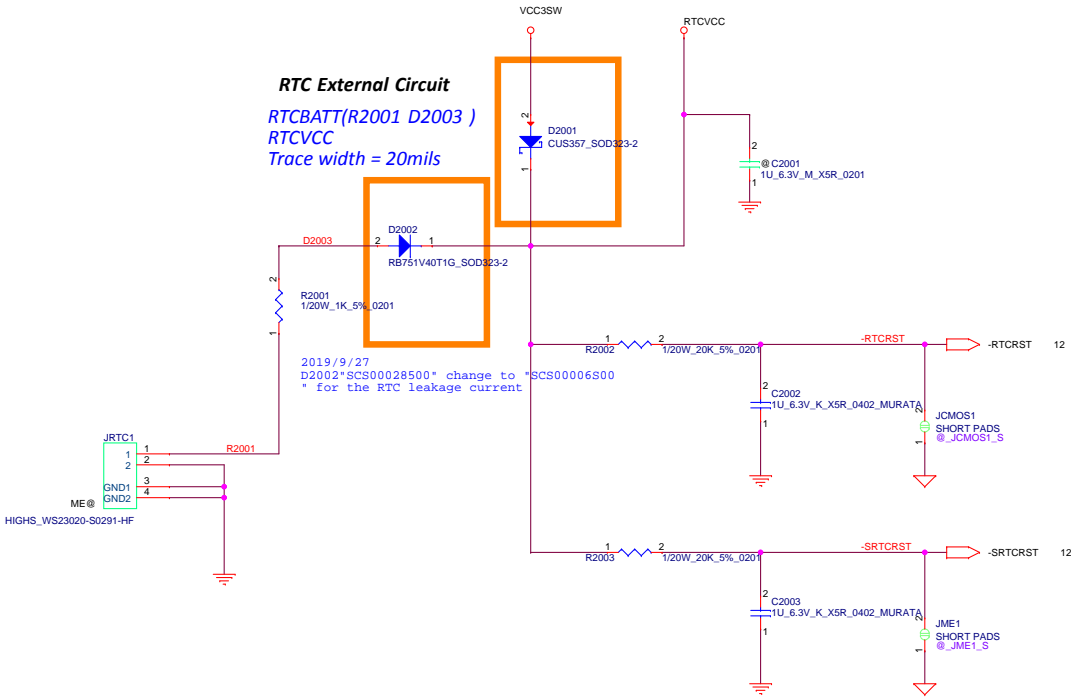 VCC3SW
RTCVCC
RTC External Circuit
RTCBATT(R2001 D2003 )
RTCVCC
Trace width = 20mils
2
D2001
CUS357_SOD323-2
1
2
@ C2001
1U_6.3V_M_X5R_0201
1
D2003
2
D2002
1
RB751V40T1G_SOD323-2
2
R2001
1/20W_1K_5%_0201
1
2019/9/27
D2002"SCS00028500" change to "SCS00006S00
" for the RTC leakage current
1
R2002
2
1/20W_20K_5%_0201
-RTCRST
-RTCRST
12
2
C2002
1U_6.3V_K_X5R_0402_MURATA
1
2
JCMOS1
SHORT PADS
@_JCMOS1_S
1
JRTC1
1
2
GND1
GND2
1
2
3
4
R2001
ME@
HIGHS_WS23020-S0291-HF
1
R2003
2
1/20W_20K_5%_0201
-SRTCRST
-SRTCRST
12
2
C2003
1U_6.3V_K_X5R_0402_MURATA
1
2
JME1
SHORT PADS
@_JME1_S
1